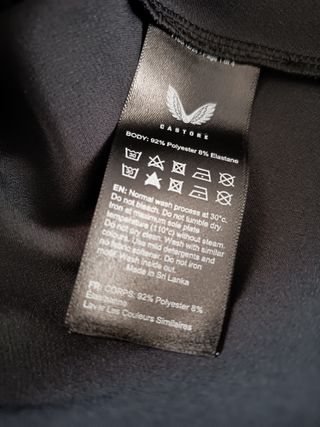 CASTORE
BODY: 92% Polyester 8% Elastane
30
30
EN: Normal wash process at 30°c.
Do not bleach. Do not tumble dry.
Iron at maximum sole plate
temperature (110°C) without steam.
Do not dry clean. Wash with similar
colours. Use mild detergents and
no fabric softener. Do not iron
motif. Wash inside out.
Made in Sri Lanka
FR: CORPS: 92% Polyester 8%
Elasthanne
Laver Les Couleurs Similaires